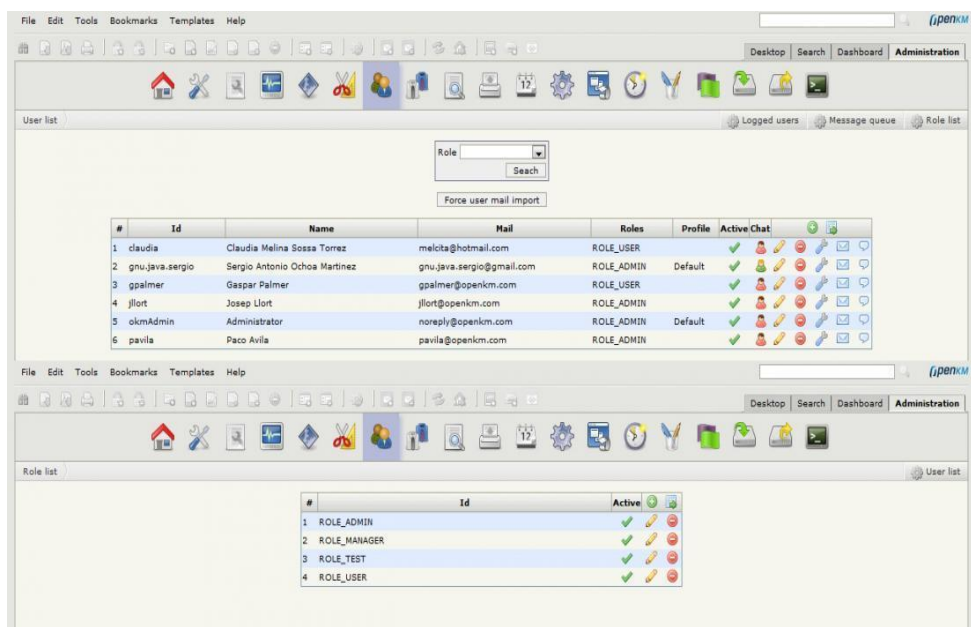 File Edit Tools Bookmarks Templates Help
OpenKM
Desktop Search Dashboard Administration
12
User list Logged users Message queue Role list
Role
Seach
Force user mail import
# Id Name Mail Roles Profile Active Chat
1 claudia Claudia Melina Sossa Torrez melcita@hotmail.com ROLE_USER
2 gnu.java.sergio Sergio Antonio Ochoa Martinez gnu.java.sergio@gmail.com ROLE_ADMIN Default
3 gpalmer Gaspar Palmer gpalmer@openkm.com ROLE_USER
4 jllort Josep Llort jllort@openkm.com ROLE_ADMIN
5 okmAdmin Administrator noreply@openkm.com ROLE_ADMIN Default
6 pavila Paco Avila pavila@openkm.com ROLE_ADMIN
File Edit Tools Bookmarks Templates Help
OpenKM
Desktop Search Dashboard Administration
12
Role list User list
# Id Active
1 ROLE_ADMIN
2 ROLE_MANAGER
3 ROLE_TEST
4 ROLE_USER